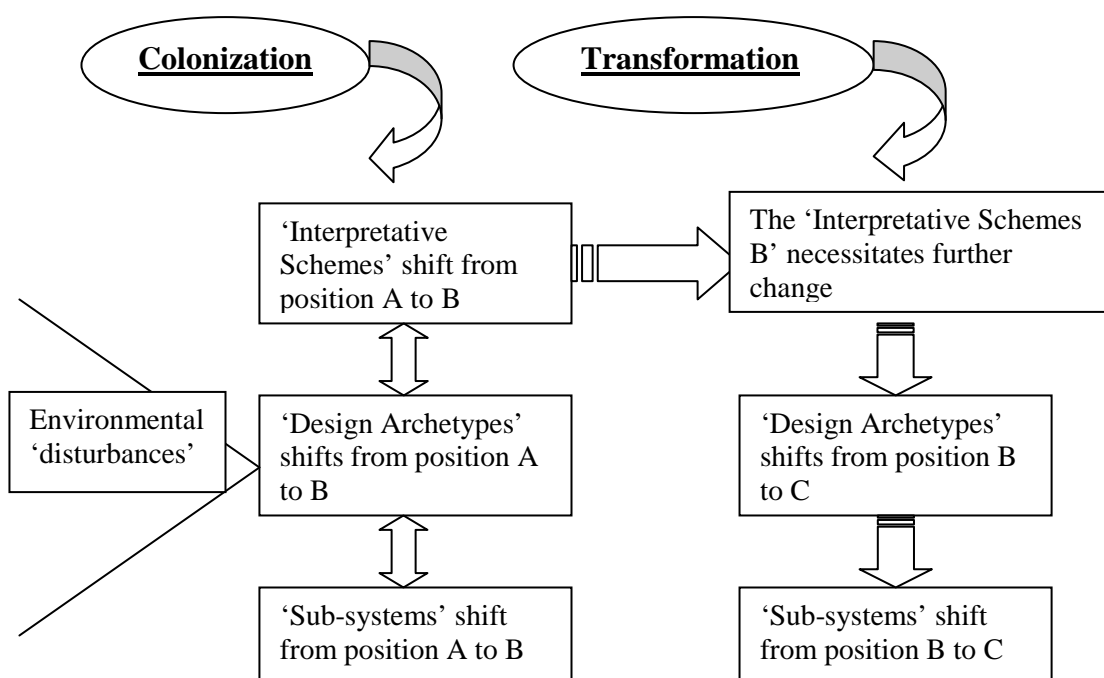 Colonization
Transformation
‘Interpretative
Schemes’ shift from
position A to B
The ‘Interpretative Schemes
B’ necessitates further
change
Environmental
‘disturbances’
‘Design Archetypes’
shifts from position A
to B
‘Design Archetypes’
shifts from position B
to C
‘Sub-systems’ shift
from position A to B
‘Sub-systems’ shift
from position B to C